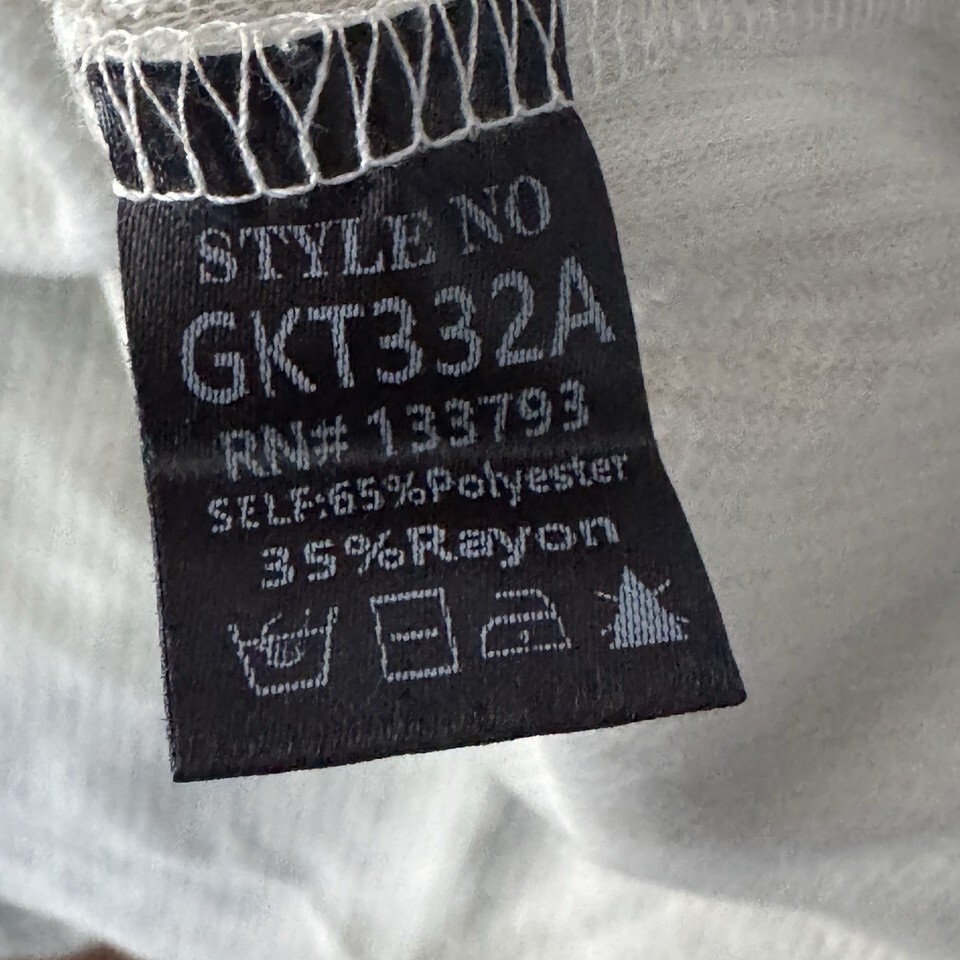 STYLE NO
GKT332A
RN# 133793
SELF:65%Polyester
35%Rayon